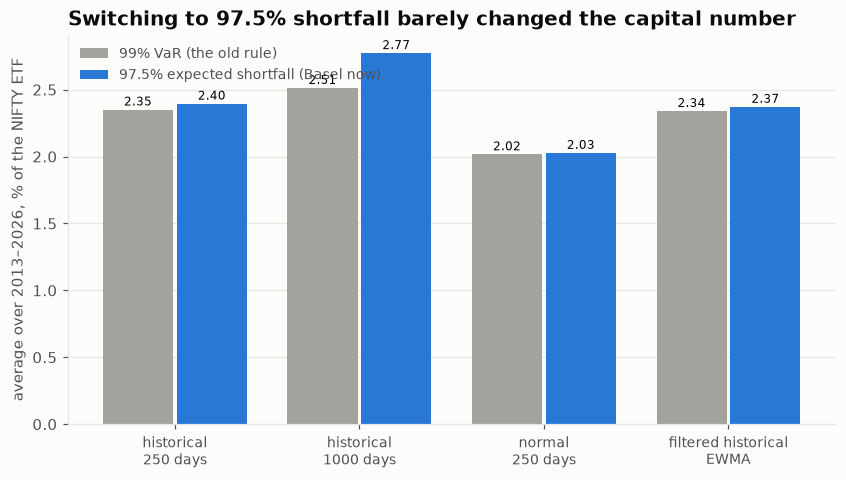 Switching to 97.5% shortfall barely changed the capital number
average over 2013–2026, % of the NIFTY ETF
99% VaR (the old rule)
97.5% expected shortfall (Basel now)
2.35
2.40
2.51
2.77
2.02
2.03
2.34
2.37
2.5
2.0
1.5
1.0
0.5
0.0
historical
250 days
historical
1000 days
normal
250 days
filtered historical
EWMA